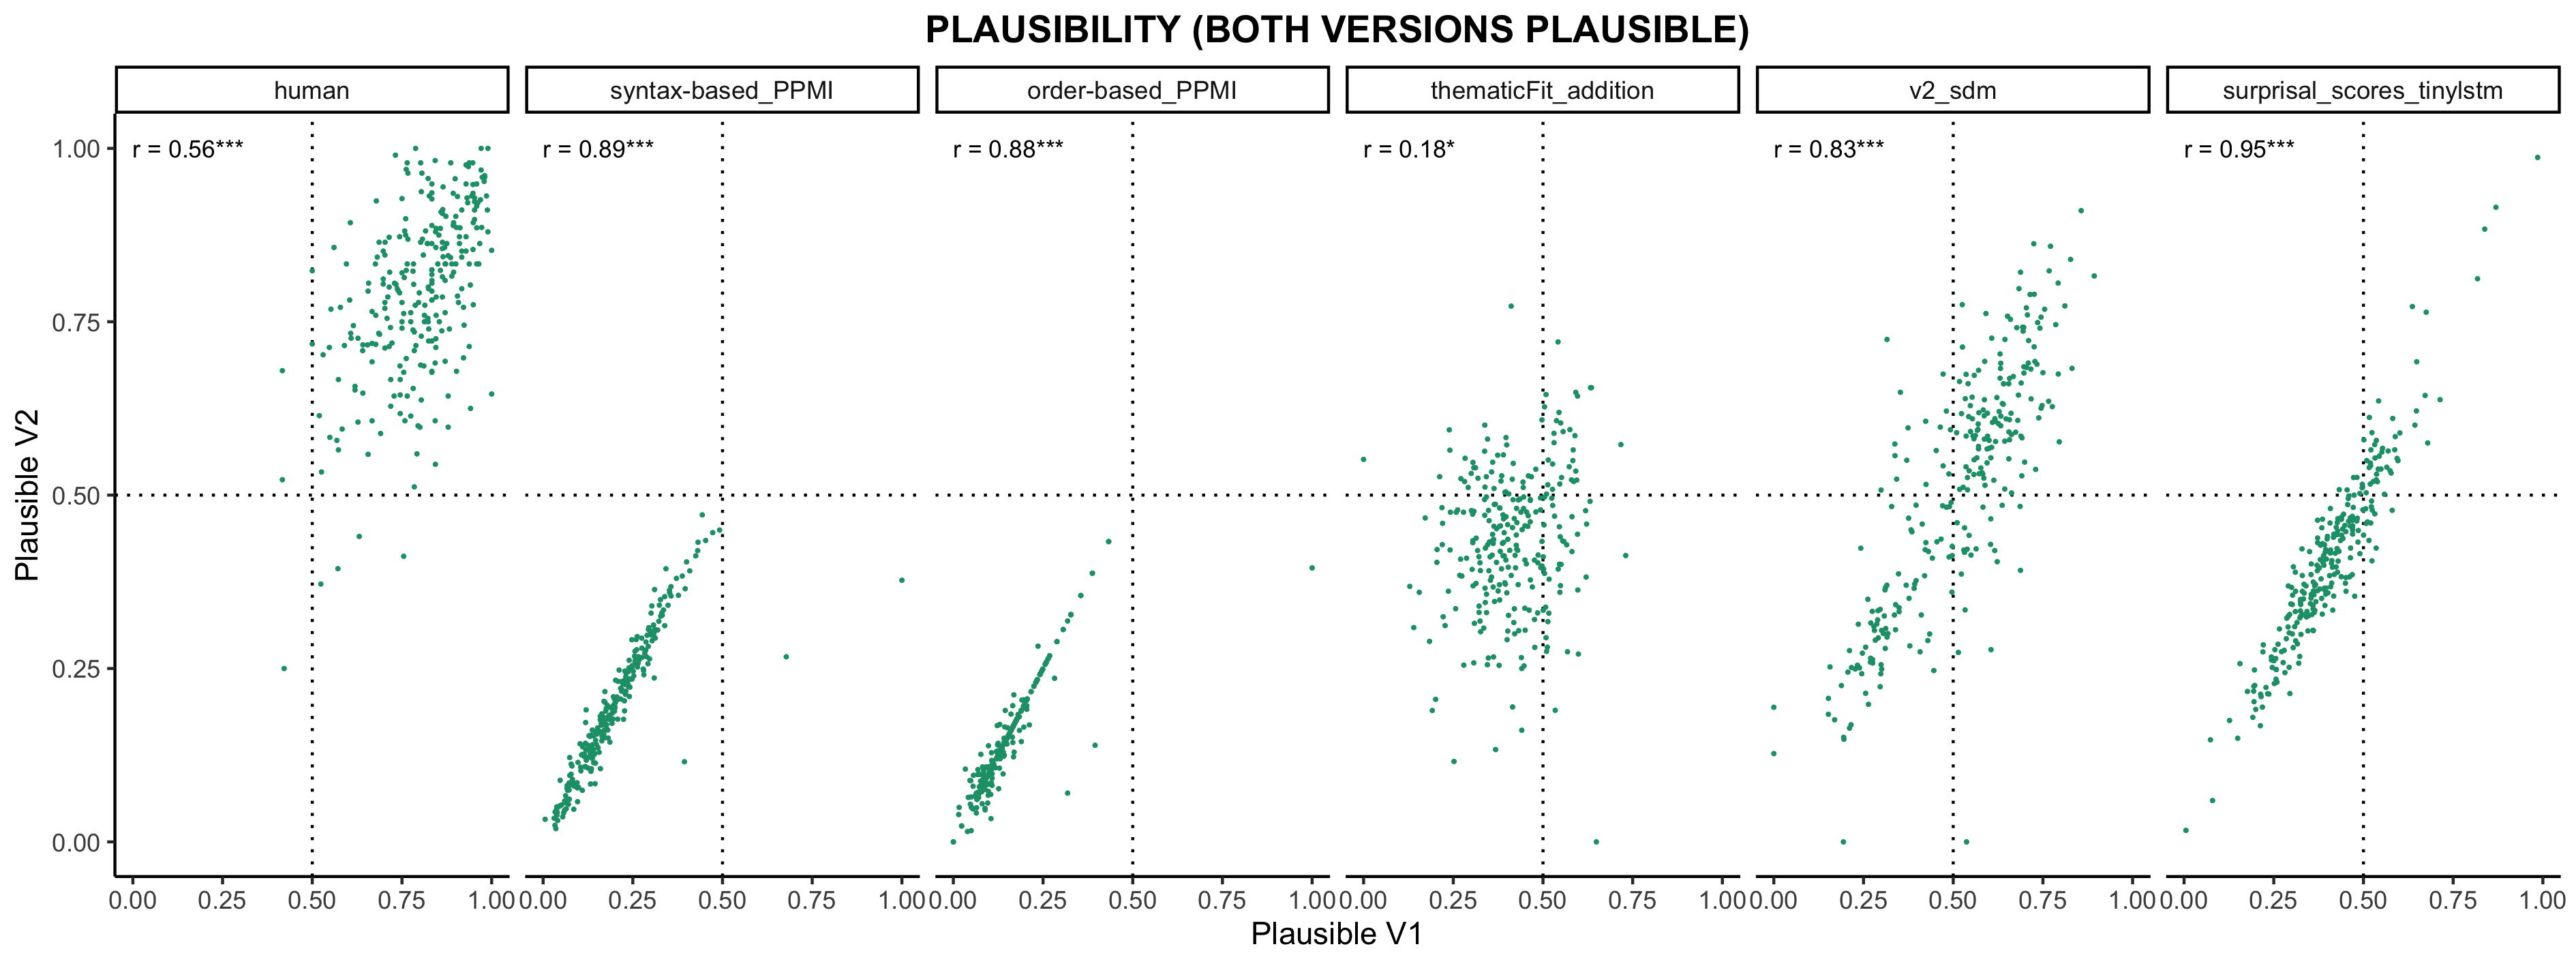 PLAUSIBILITY (BOTH VERSIONS PLAUSIBLE)
human
syntax-based_PPMI
order-based_PPMI
thematicFit_addition
v2_sdm
surprisal_scores_tinylstm
r = 0.56***
r = 0.89***
r = 0.88***
r = 0.18*
r = 0.83***
r = 0.95***
1.00
0.75
0.50
0.25
0.00
Plausible V2
0.00 0.25 0.50 0.75 1.00
0.00 0.25 0.50 0.75 1.00
0.00 0.25 0.50 0.75 1.00
0.00 0.25 0.50 0.75 1.00
0.00 0.25 0.50 0.75 1.00
0.00 0.25 0.50 0.75 1.00
Plausible V1